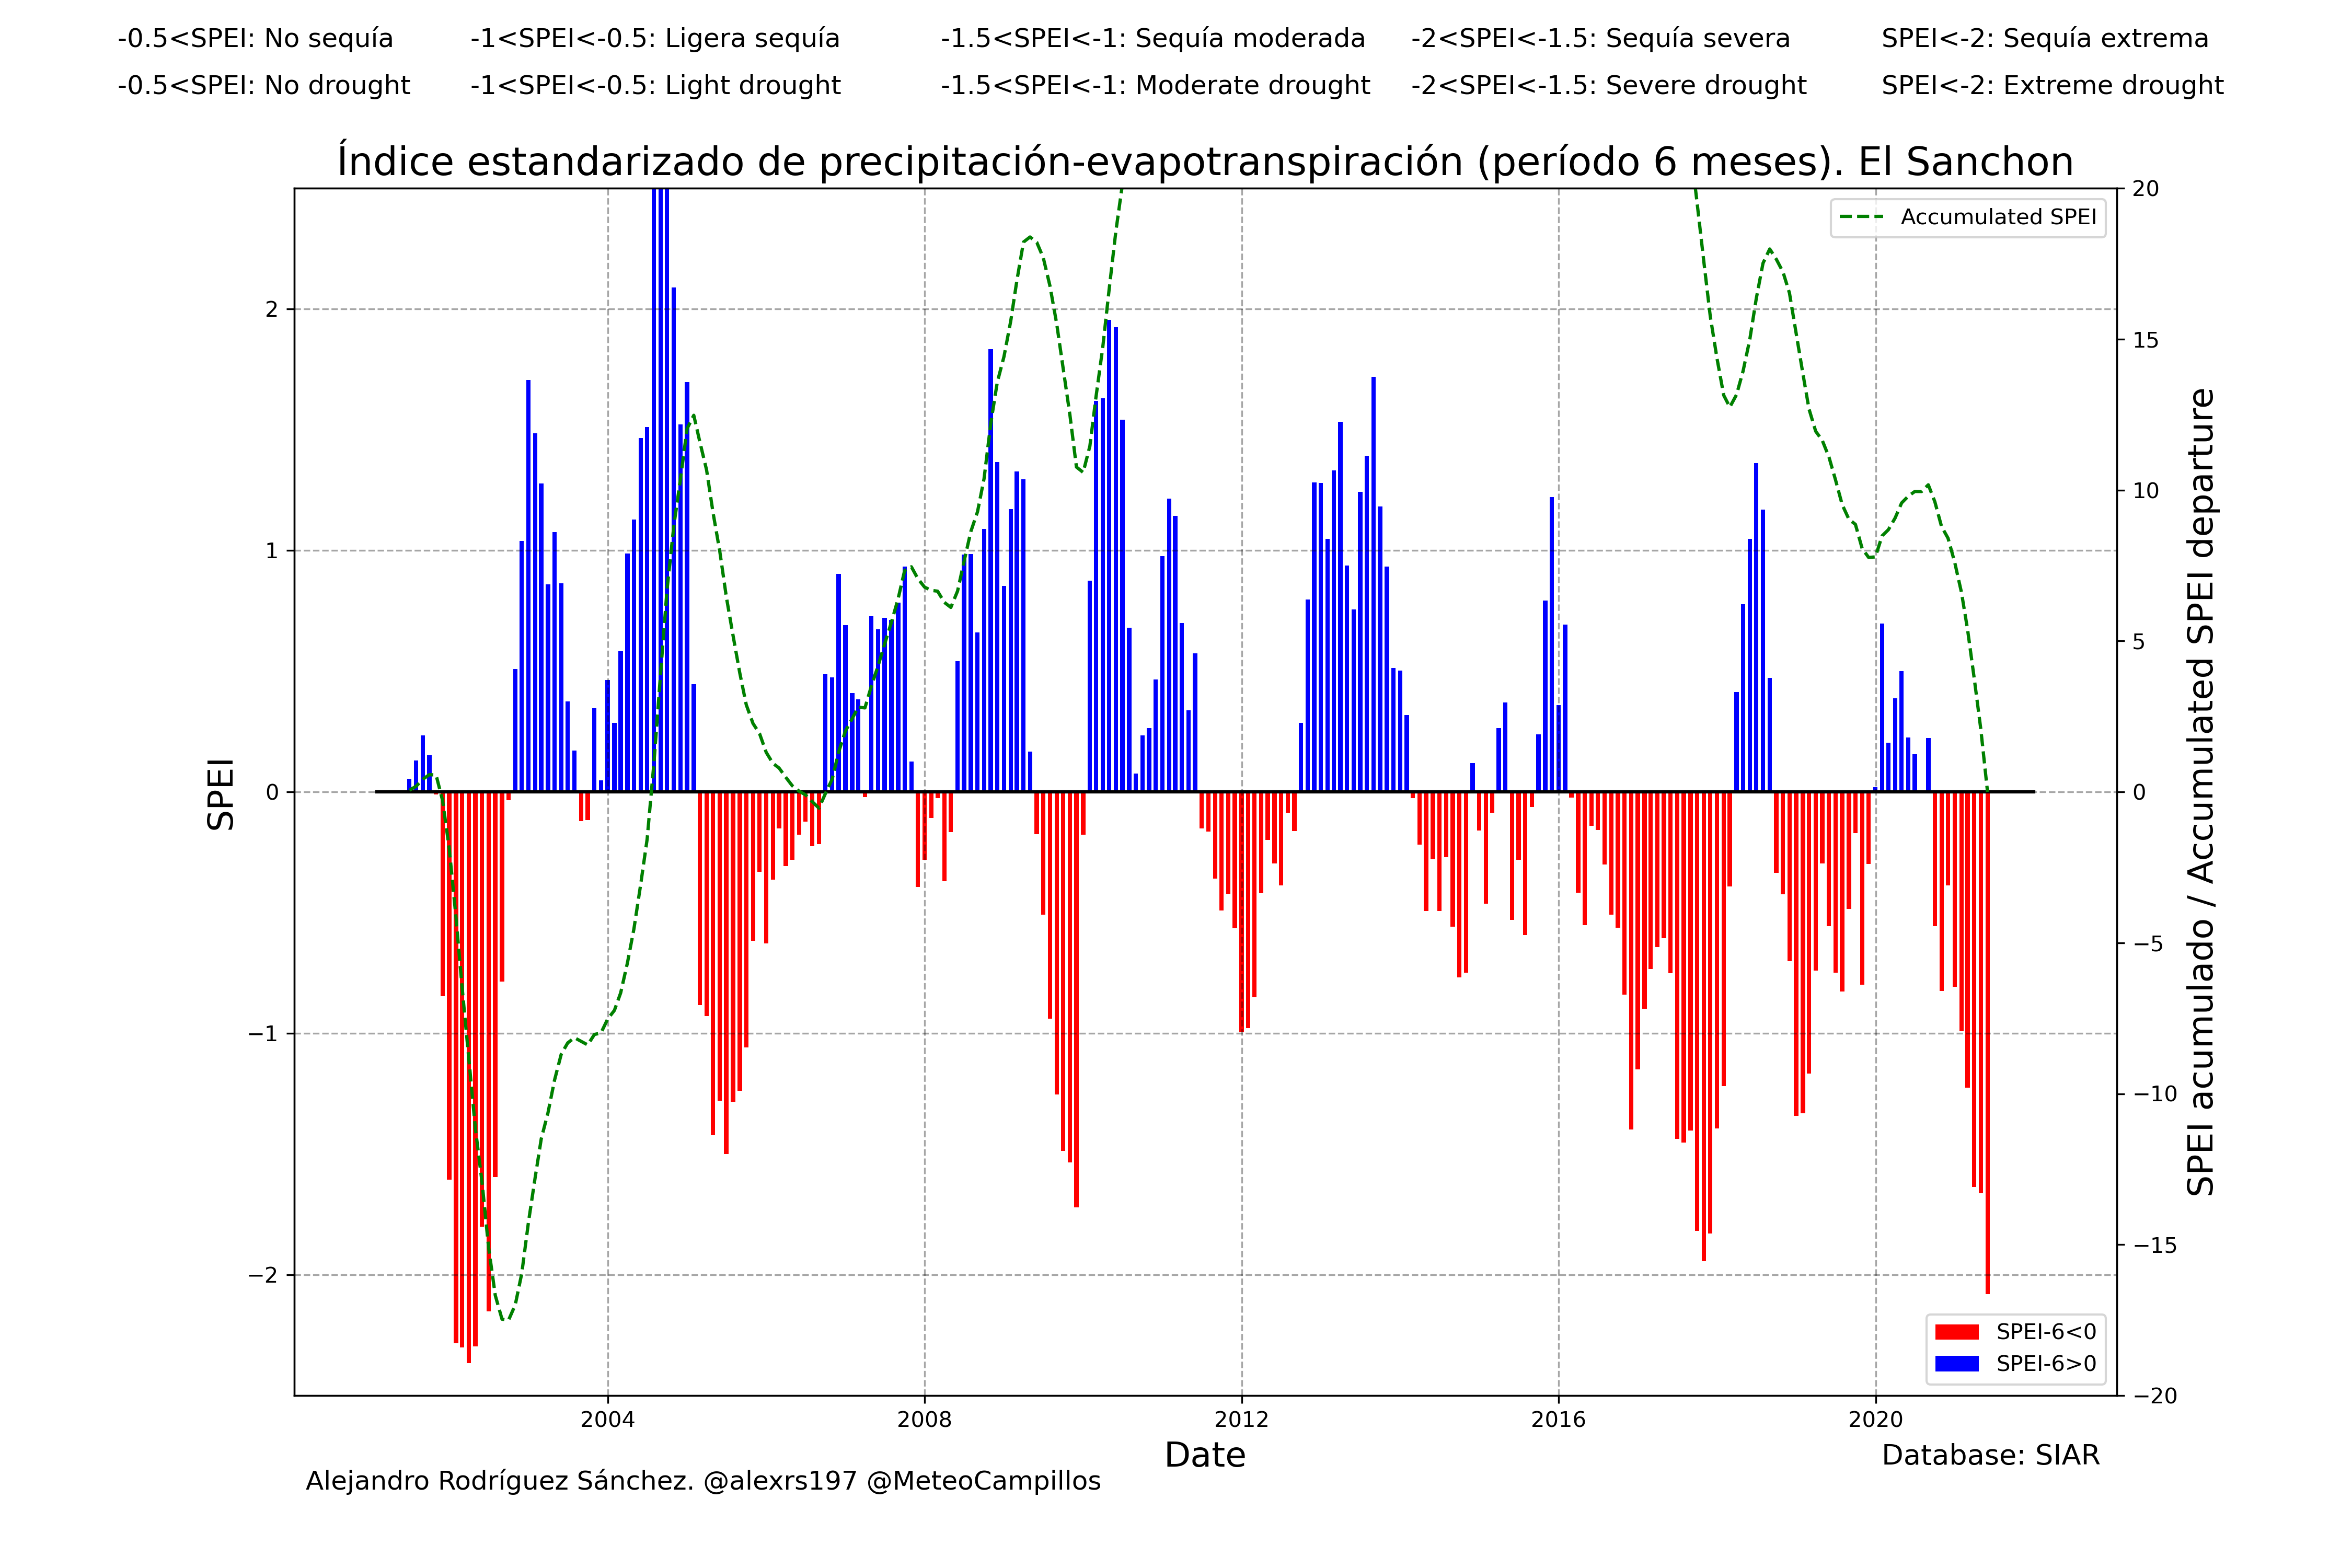 -0.5<SPEI: No sequía -1<SPEI<-0.5: Ligera sequía -1.5<SPEI<-1: Sequía moderada -2<SPEI<-1.5: Sequía severa SPEI<-2: Sequía extrema
-0.5<SPEI: No drought -1<SPEI<-0.5: Light drought -1.5<SPEI<-1: Moderate drought -2<SPEI<-1.5: Severe drought SPEI<-2: Extreme drought
Índice estandarizado de precipitación-evapotranspiración (período 6 meses). El Sanchon
Accumulated SPEI
SPEI
2
1
0
−1
−2
20
15
10
5
0
−5
−10
−15
−20
SPEI acumulado / Accumulated SPEI departure
SPEI-6<0
SPEI-6>0
2004 2008 2012 2016 2020
Date
Database: SIAR
Alejandro Rodríguez Sánchez. @alexrs197 @MeteoCampillos